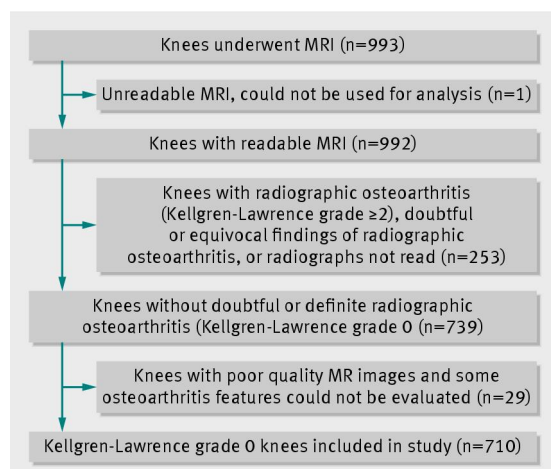 Knees underwent MRI (n=993)
Unreadable MRI, could not be used for analysis (n=1)
Knees with readable MRI (n=992)
Knees with radiographic osteoarthritis
(Kellgren-Lawrence grade ≥2), doubtful
or equivocal findings of radiographic
osteoarthritis, or radiographs not read (n=253)
Knees without doubtful or definite radiographic
osteoarthritis (Kellgren-Lawrence grade 0 (n=739)
Knees with poor quality MR images and some
osteoarthritis features could not be evaluated (n=29)
Kellgren-Lawrence grade 0 knees included in study (n=710)